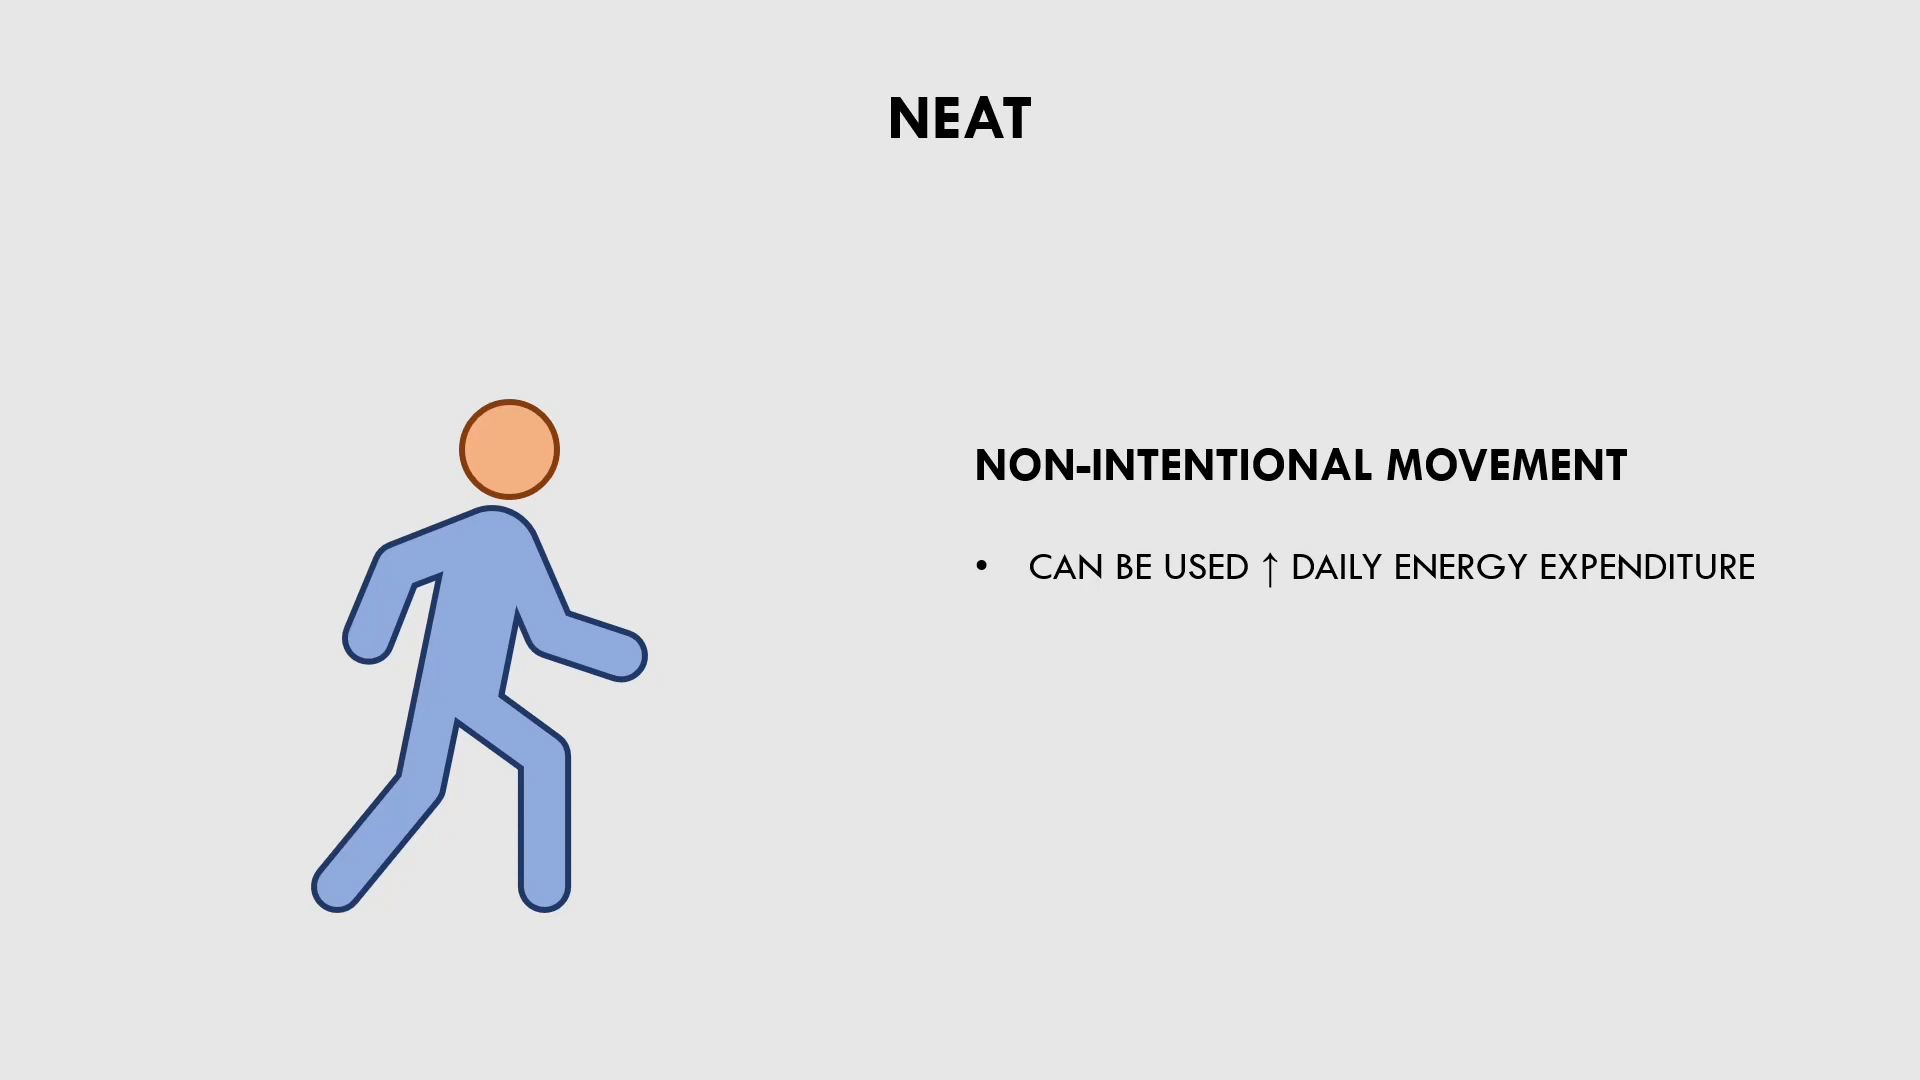 NEAT
NON-INTENTIONAL MOVEMENT
• CAN BE USED ↑ DAILY ENERGY EXPENDITURE